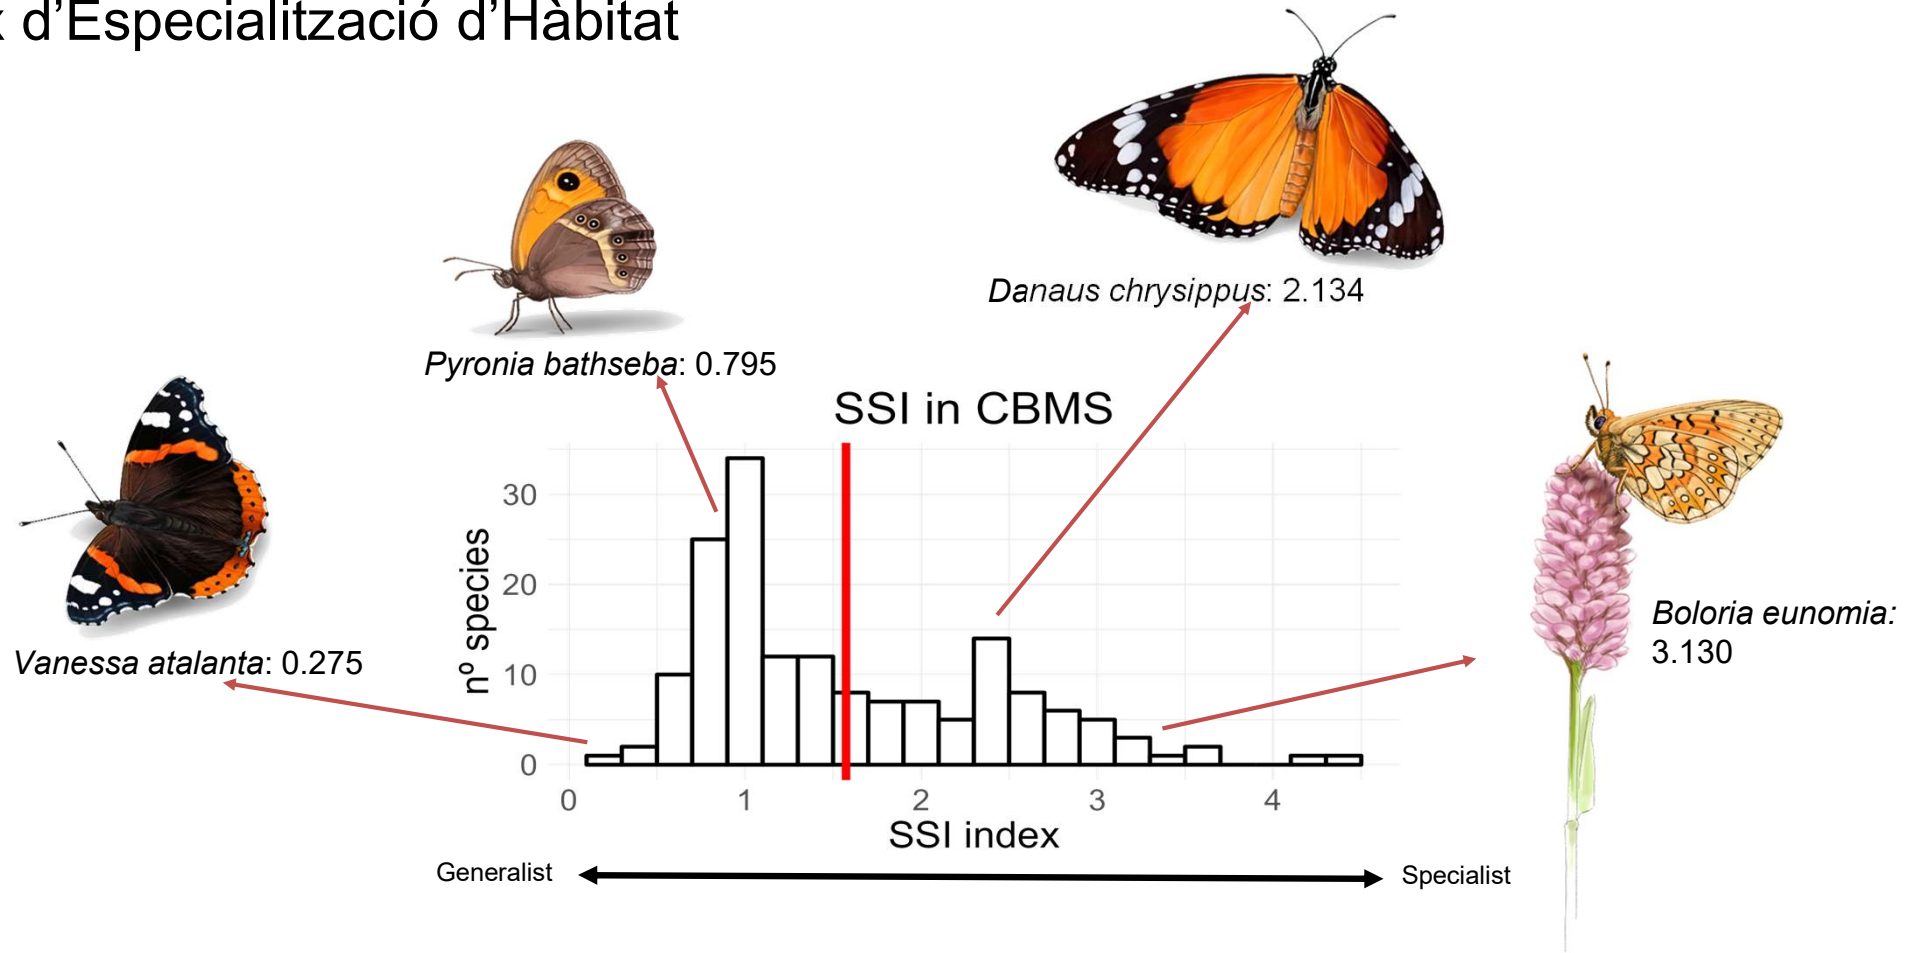 d’Especialització d’Hàbitat
Danaus chrysippus: 2.134
Pyronia bathseba: 0.795
SSI in CBMS
Boloria eunomia:
3.130
Vanessa atalanta: 0.275
nº species
30
20
10
0
0 1 2 3 4
SSI index
Generalist
Specialist